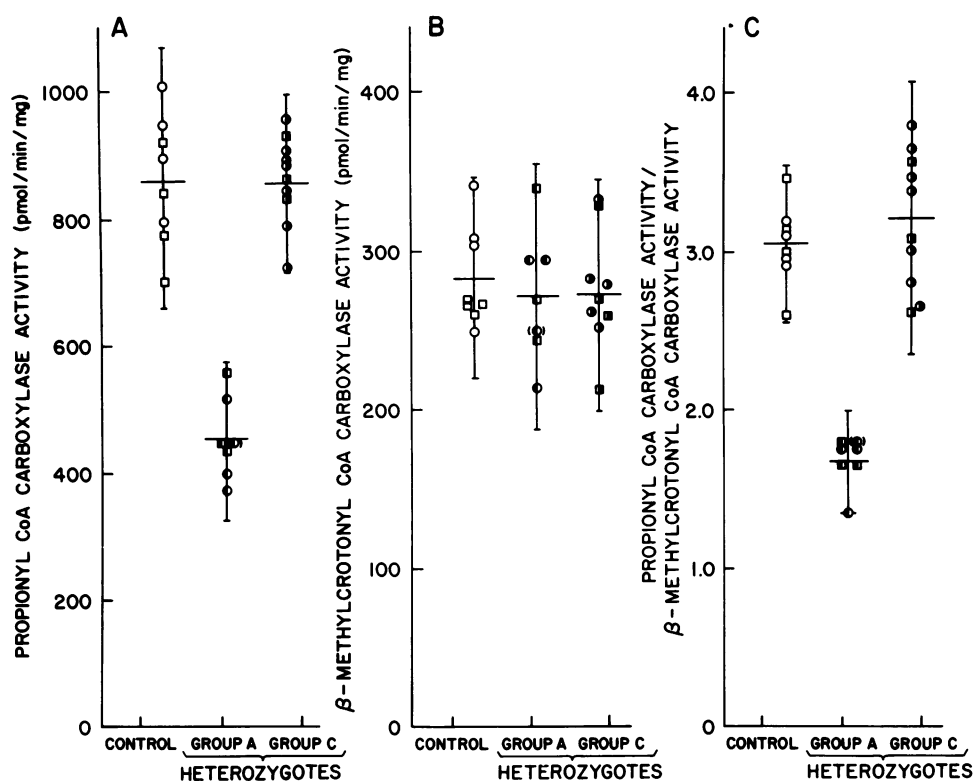 A
PROPIONYL CoA CARBOXYLASE ACTIVITY (pmol/min/mg)
1000
800
600
400
200
0
CONTROL GROUP A GROUP C
HETEROZYGOTES
B
β-METHYLCROTONYL CoA CARBOXYLASE ACTIVITY (pmol/min/mg)
400
300
200
100
0
CONTROL GROUP A GROUP C
HETEROZYGOTES
C
PROPIONYL CoA CARBOXYLASE ACTIVITY/
β-METHYLCROTONYL CoA CARBOXYLASE ACTIVITY
4.0
3.0
2.0
1.0
0
CONTROL GROUP A GROUP C
HETEROZYGOTES